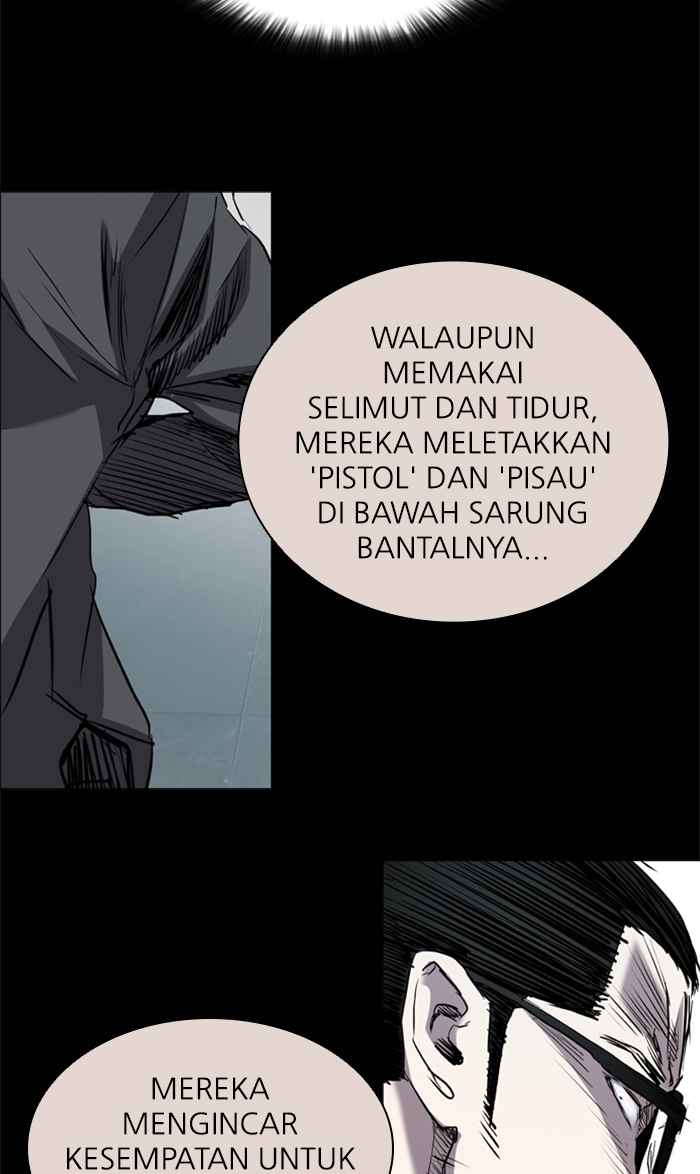 WALAUPUN
MEMAKAI
SELIMUT DAN TIDUR,
MEREKA MELETAKKAN
'PISTOL' DAN 'PISAU'
DI BAWAH SARUNG
BANTALNYA...
MEREKA
MENGINCAR
KESEMPATAN UNTUK